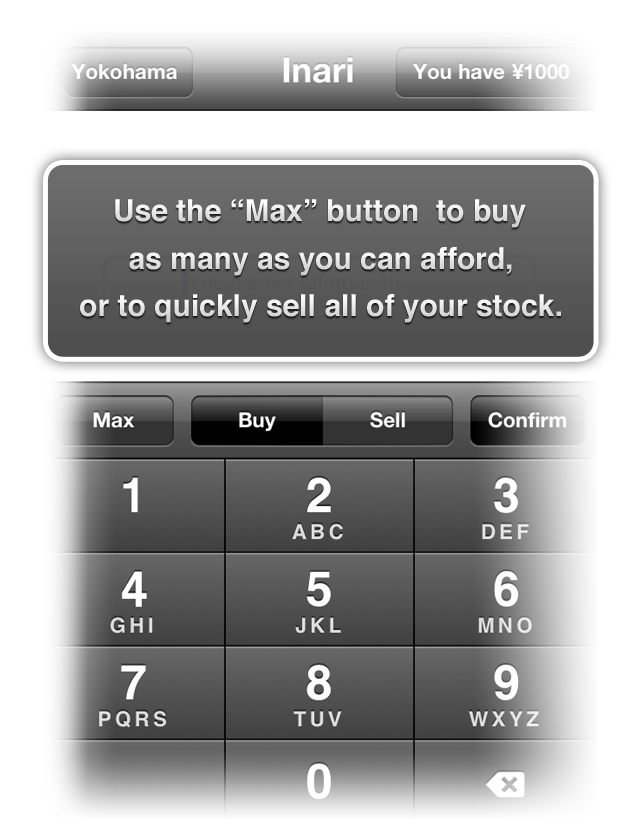 Yokohama Inari You have ¥1000
Use the “Max” button to buy
as many as you can afford,
or to quickly sell all of your stock.
Max Buy Sell Confirm
1 2 3
ABC DEF
4 5 6
GHI JKL MNO
7 8 9
PQRS TUV WXYZ
0